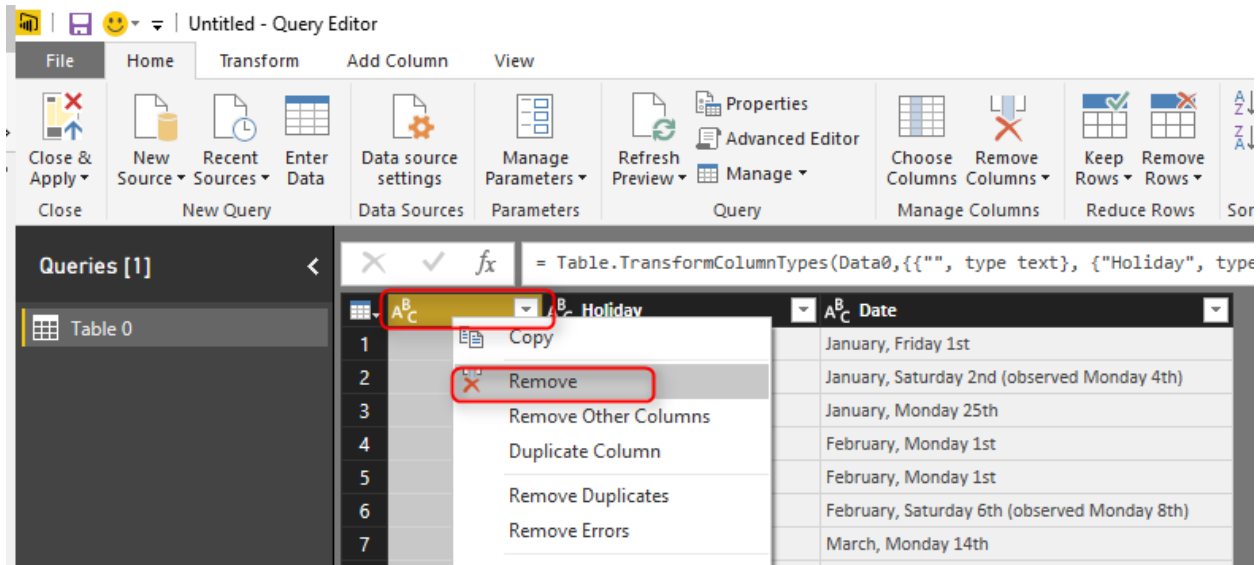 Untitled - Query Editor
File Home Transform Add Column View
Close & Apply
New Source
Recent Sources
Enter Data
Data source settings
Manage Parameters
Refresh Preview
Properties
Advanced Editor
Manage
Choose Columns
Remove Columns
Keep Rows
Remove Rows
A Z
Z A
Close New Query Data Sources Parameters Query Manage Columns Reduce Rows Sor
Queries [1]
fx = Table.TransformColumnTypes(Data0,{{"", type text}, {"Holiday", type
Table 0
ABC ABC Holiday ABC Date
1 January, Friday 1st
2 January, Saturday 2nd (observed Monday 4th)
3 January, Monday 25th
4 February, Monday 1st
5 February, Monday 1st
6 February, Saturday 6th (observed Monday 8th)
7 March, Monday 14th
Copy
Remove
Remove Other Columns
Duplicate Column
Remove Duplicates
Remove Errors